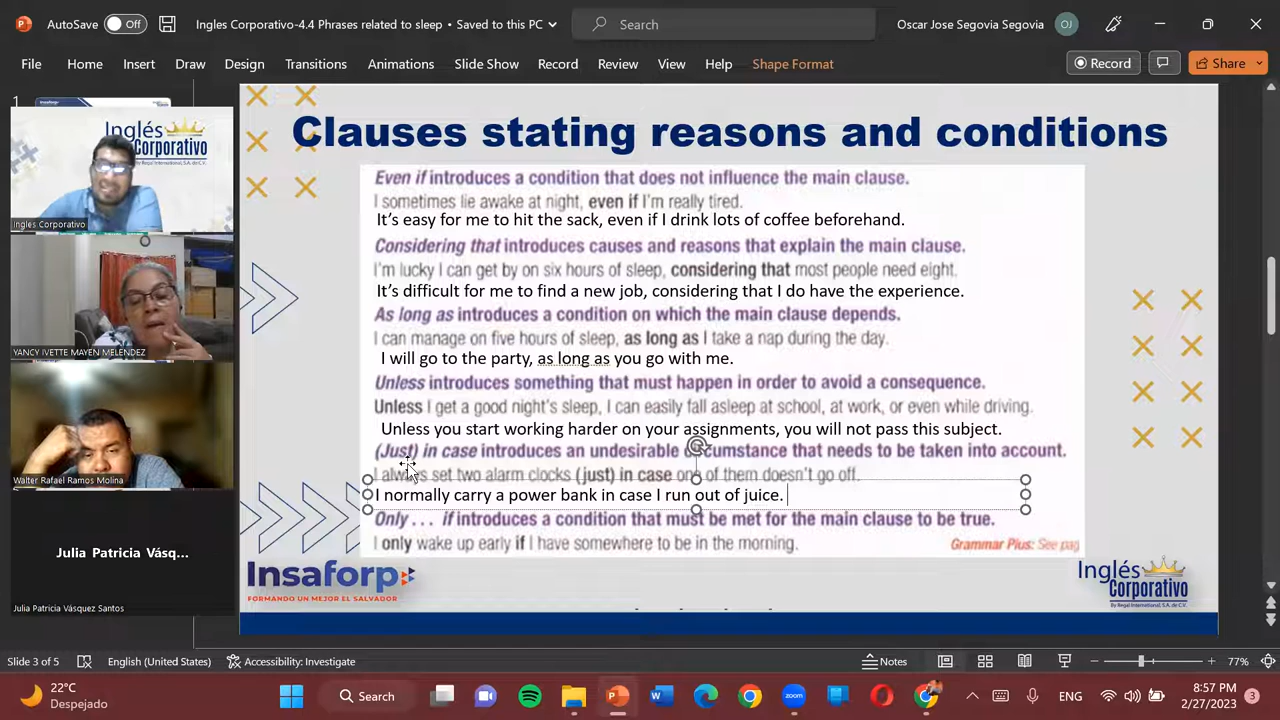 AutoSave Off Ingles Corporativo-4.4 Phrases related to sleep • Saved to this PC Search Oscar Jose Segovia Segovia OJ
File Home Insert Draw Design Transitions Animations Slide Show Record Review View Help Shape Format Record Share
1
Clauses stating reasons and conditions
Even if introduces a condition that does not influence the main clause.
I sometimes lie awake at night, even if I'm really tired.
It's easy for me to hit the sack, even if I drink lots of coffee beforehand.
Considering that introduces causes and reasons that explain the main clause.
I'm lucky I can get by on six hours of sleep, considering that most people need eight.
It's difficult for me to find a new job, considering that I do have the experience.
As long as introduces a condition on which the main clause depends.
I can manage on five hours of sleep, as long as I take a nap during the day.
I will go to the party, as long as you go with me.
Unless introduces something that must happen in order to avoid a consequence.
Unless I get a good night's sleep, I can easily fall asleep at school, at work, or even while driving.
Unless you start working harder on your assignments, you will not pass this subject.
(Just) in case introduces an undesirable circumstance that needs to be taken into account.
I always set two alarm clocks (just) in case one of them doesn't go off.
I normally carry a power bank in case I run out of juice.
Only . . . if introduces a condition that must be met for the main clause to be true.
I only wake up early if I have somewhere to be in the morning.
Grammar Plus: See pag
Insaforp
FORMANDO UN MEJOR EL SALVADOR
Inglés
Corporativo
By Regal International, S.A. de C.V.
Inglés
Corporativo
By Regal International, S.A. de C.V.
Ingles Corporativo
YANCY IVETTE MAYEN MELENDEZ
Walter Rafael Ramos Molina
Julia Patricia Vásq...
Julia Patricia Vásquez Santos
Slide 3 of 5 English (United States) Accessibility: Investigate Notes 77%
22°C
Despejado
Search
ENG
8:57 PM
2/27/2023
3